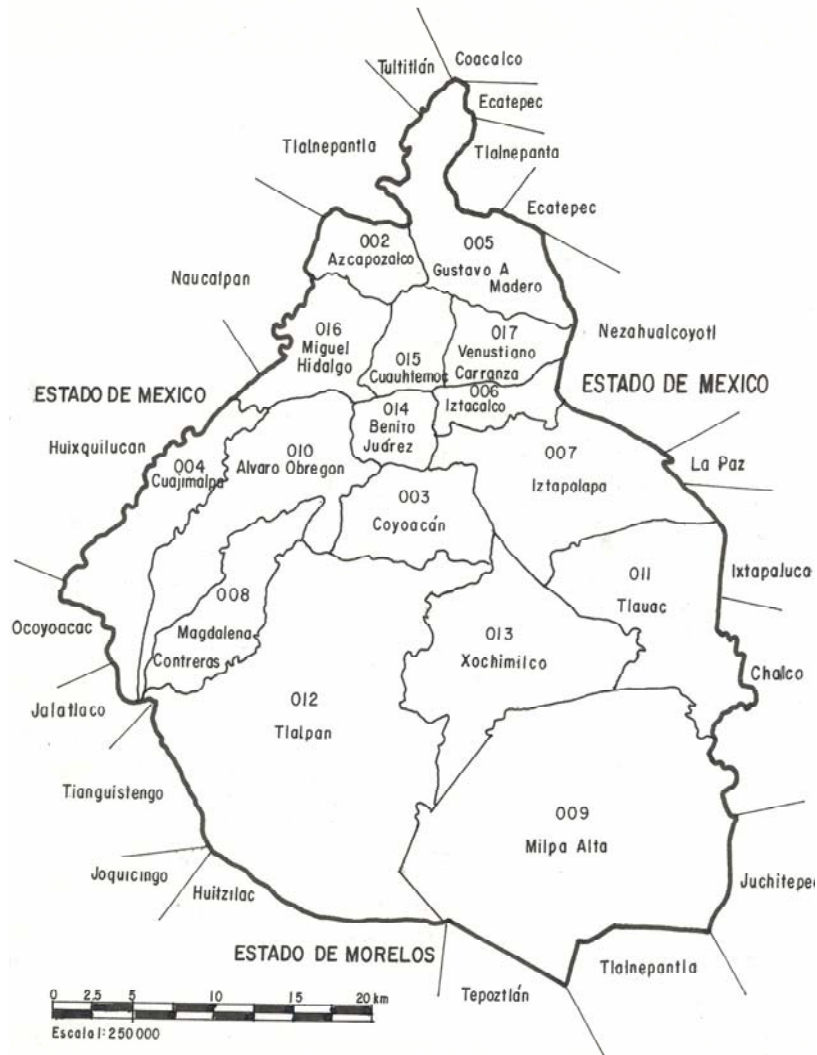 Coacalco
Tultitlán
Ecatepec
Tlalnepantla
Tlalnepanta
Ecatepec
002
Azcapozalco
005
Gustavo A
Madero
Naucalpan
016
Miguel
Hidalgo
015
Cuauhtemoc
017
Venustiano
Carranza
Nezahualcoyotl
ESTADO DE MEXICO
ESTADO DE MEXICO
006
Iztacalco
014
Benito
Juárez
Huixquilucan
004
Cuajimalpa
010
Alvaro Obregon
007
Iztapalapa
La Paz
003
Coyoacán
008
Magdalena
Contreras
011
Tlauac
Ixtapaluca
Ocoyoacac
013
Xochimilco
Chalco
Jalatlaco
012
Tlalpan
Tianguistengo
009
Milpa Alta
Joquicingo
Huitzilac
Juchitepec
ESTADO DE MORELOS
Tlalnepantla
Tepoztlán
0 2.5 5 10 15 20 km
Escala 1:250 000